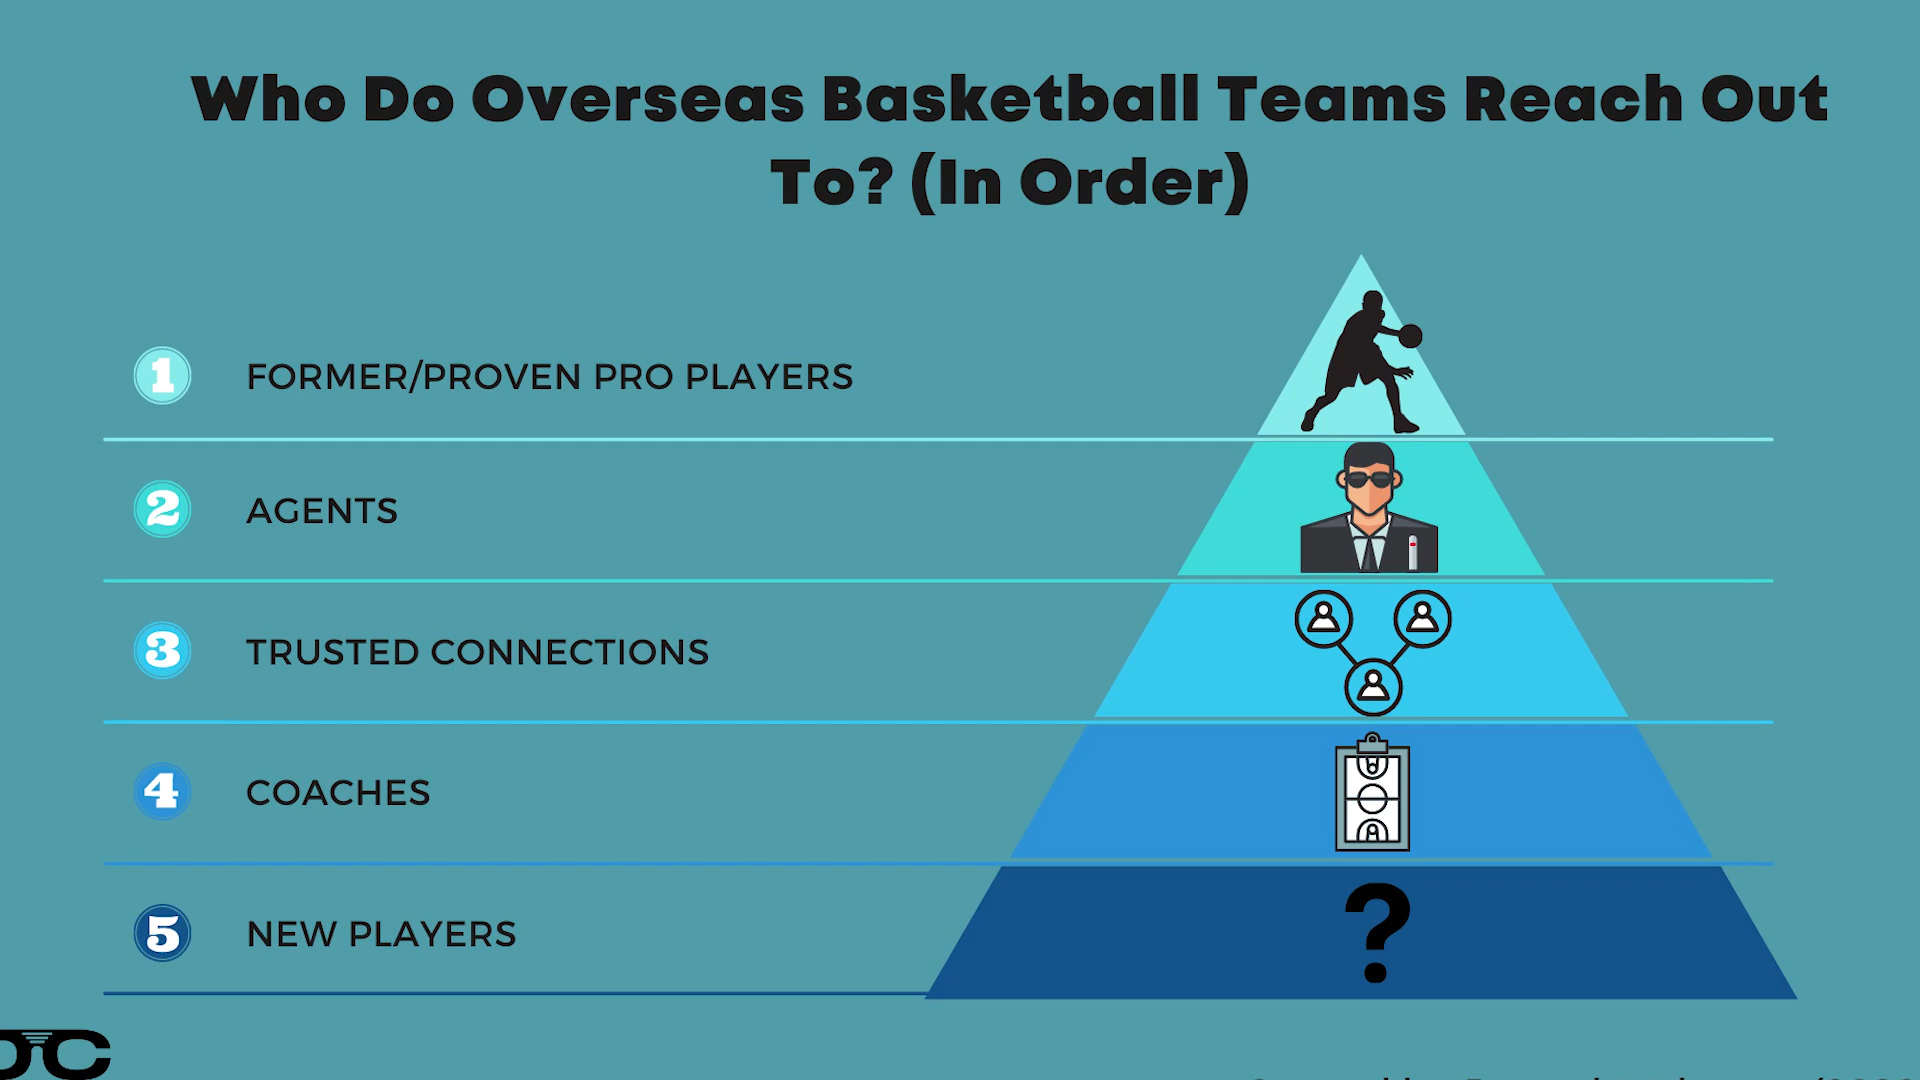 Who Do Overseas Basketball Teams Reach Out
To? (In Order)
1 FORMER/PROVEN PRO PLAYERS
2 AGENTS
3 TRUSTED CONNECTIONS
4 COACHES
5 NEW PLAYERS